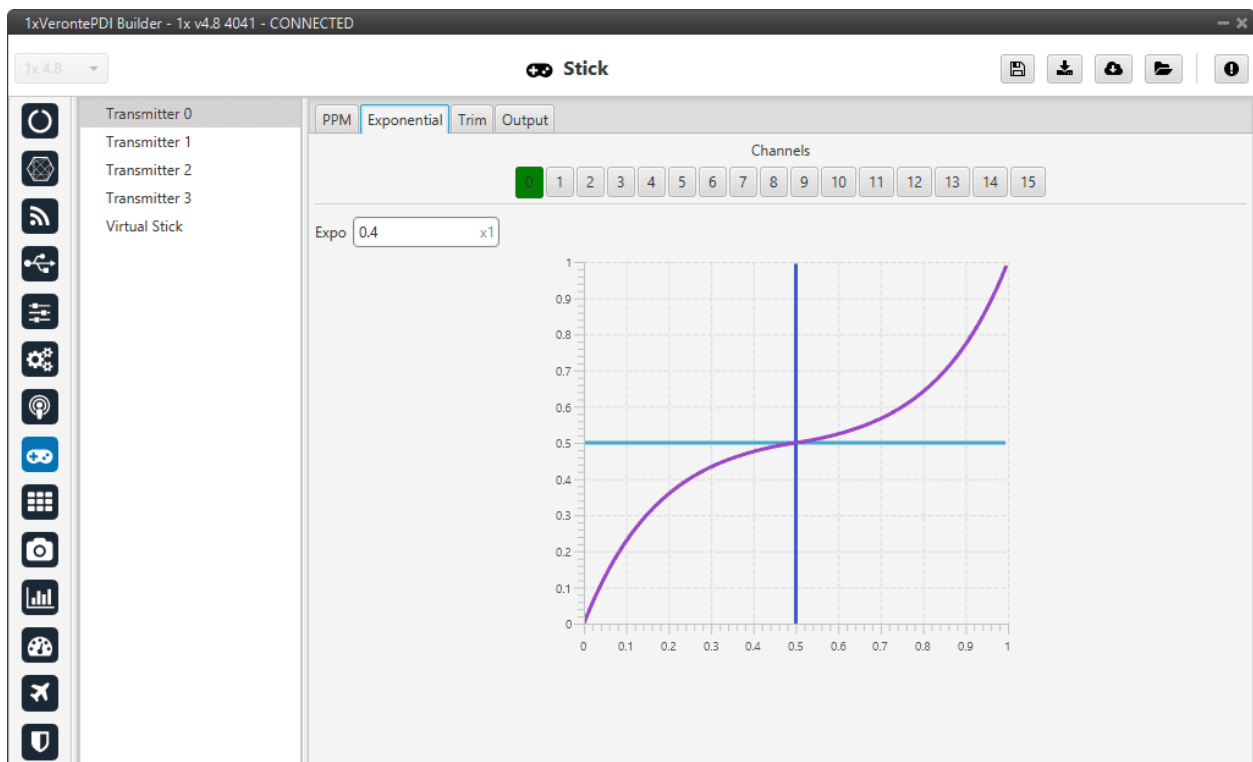 1xVerontePDI Builder - 1x v4.8 4041 - CONNECTED
1x 4.8
Stick
Transmitter 0
Transmitter 1
Transmitter 2
Transmitter 3
Virtual Stick
PPM Exponential Trim Output
Channels
0 1 2 3 4 5 6 7 8 9 10 11 12 13 14 15
Expo 0.4 x1
1
0.9
0.8
0.7
0.6
0.5
0.4
0.3
0.2
0.1
0
0 0.1 0.2 0.3 0.4 0.5 0.6 0.7 0.8 0.9 1